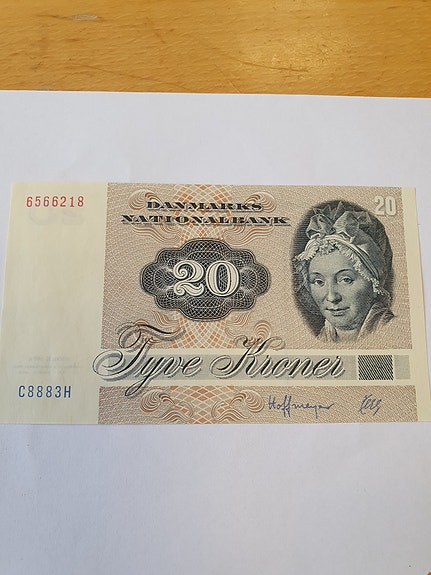 6566218
DANMARKS
NATIONALBANK
20
20
Tyve Kroner
C8883H
Hoffmeyer